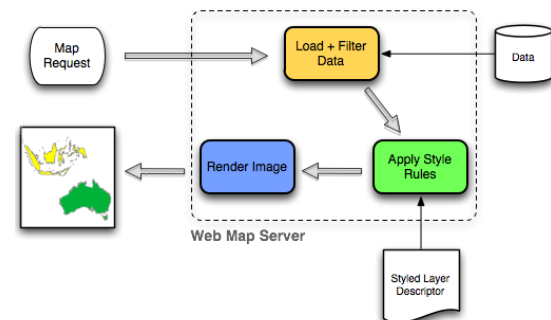 Map
Request
Load + Filter
Data
Data
Render Image
Apply Style
Rules
Web Map Server
Styled Layer
Descriptor